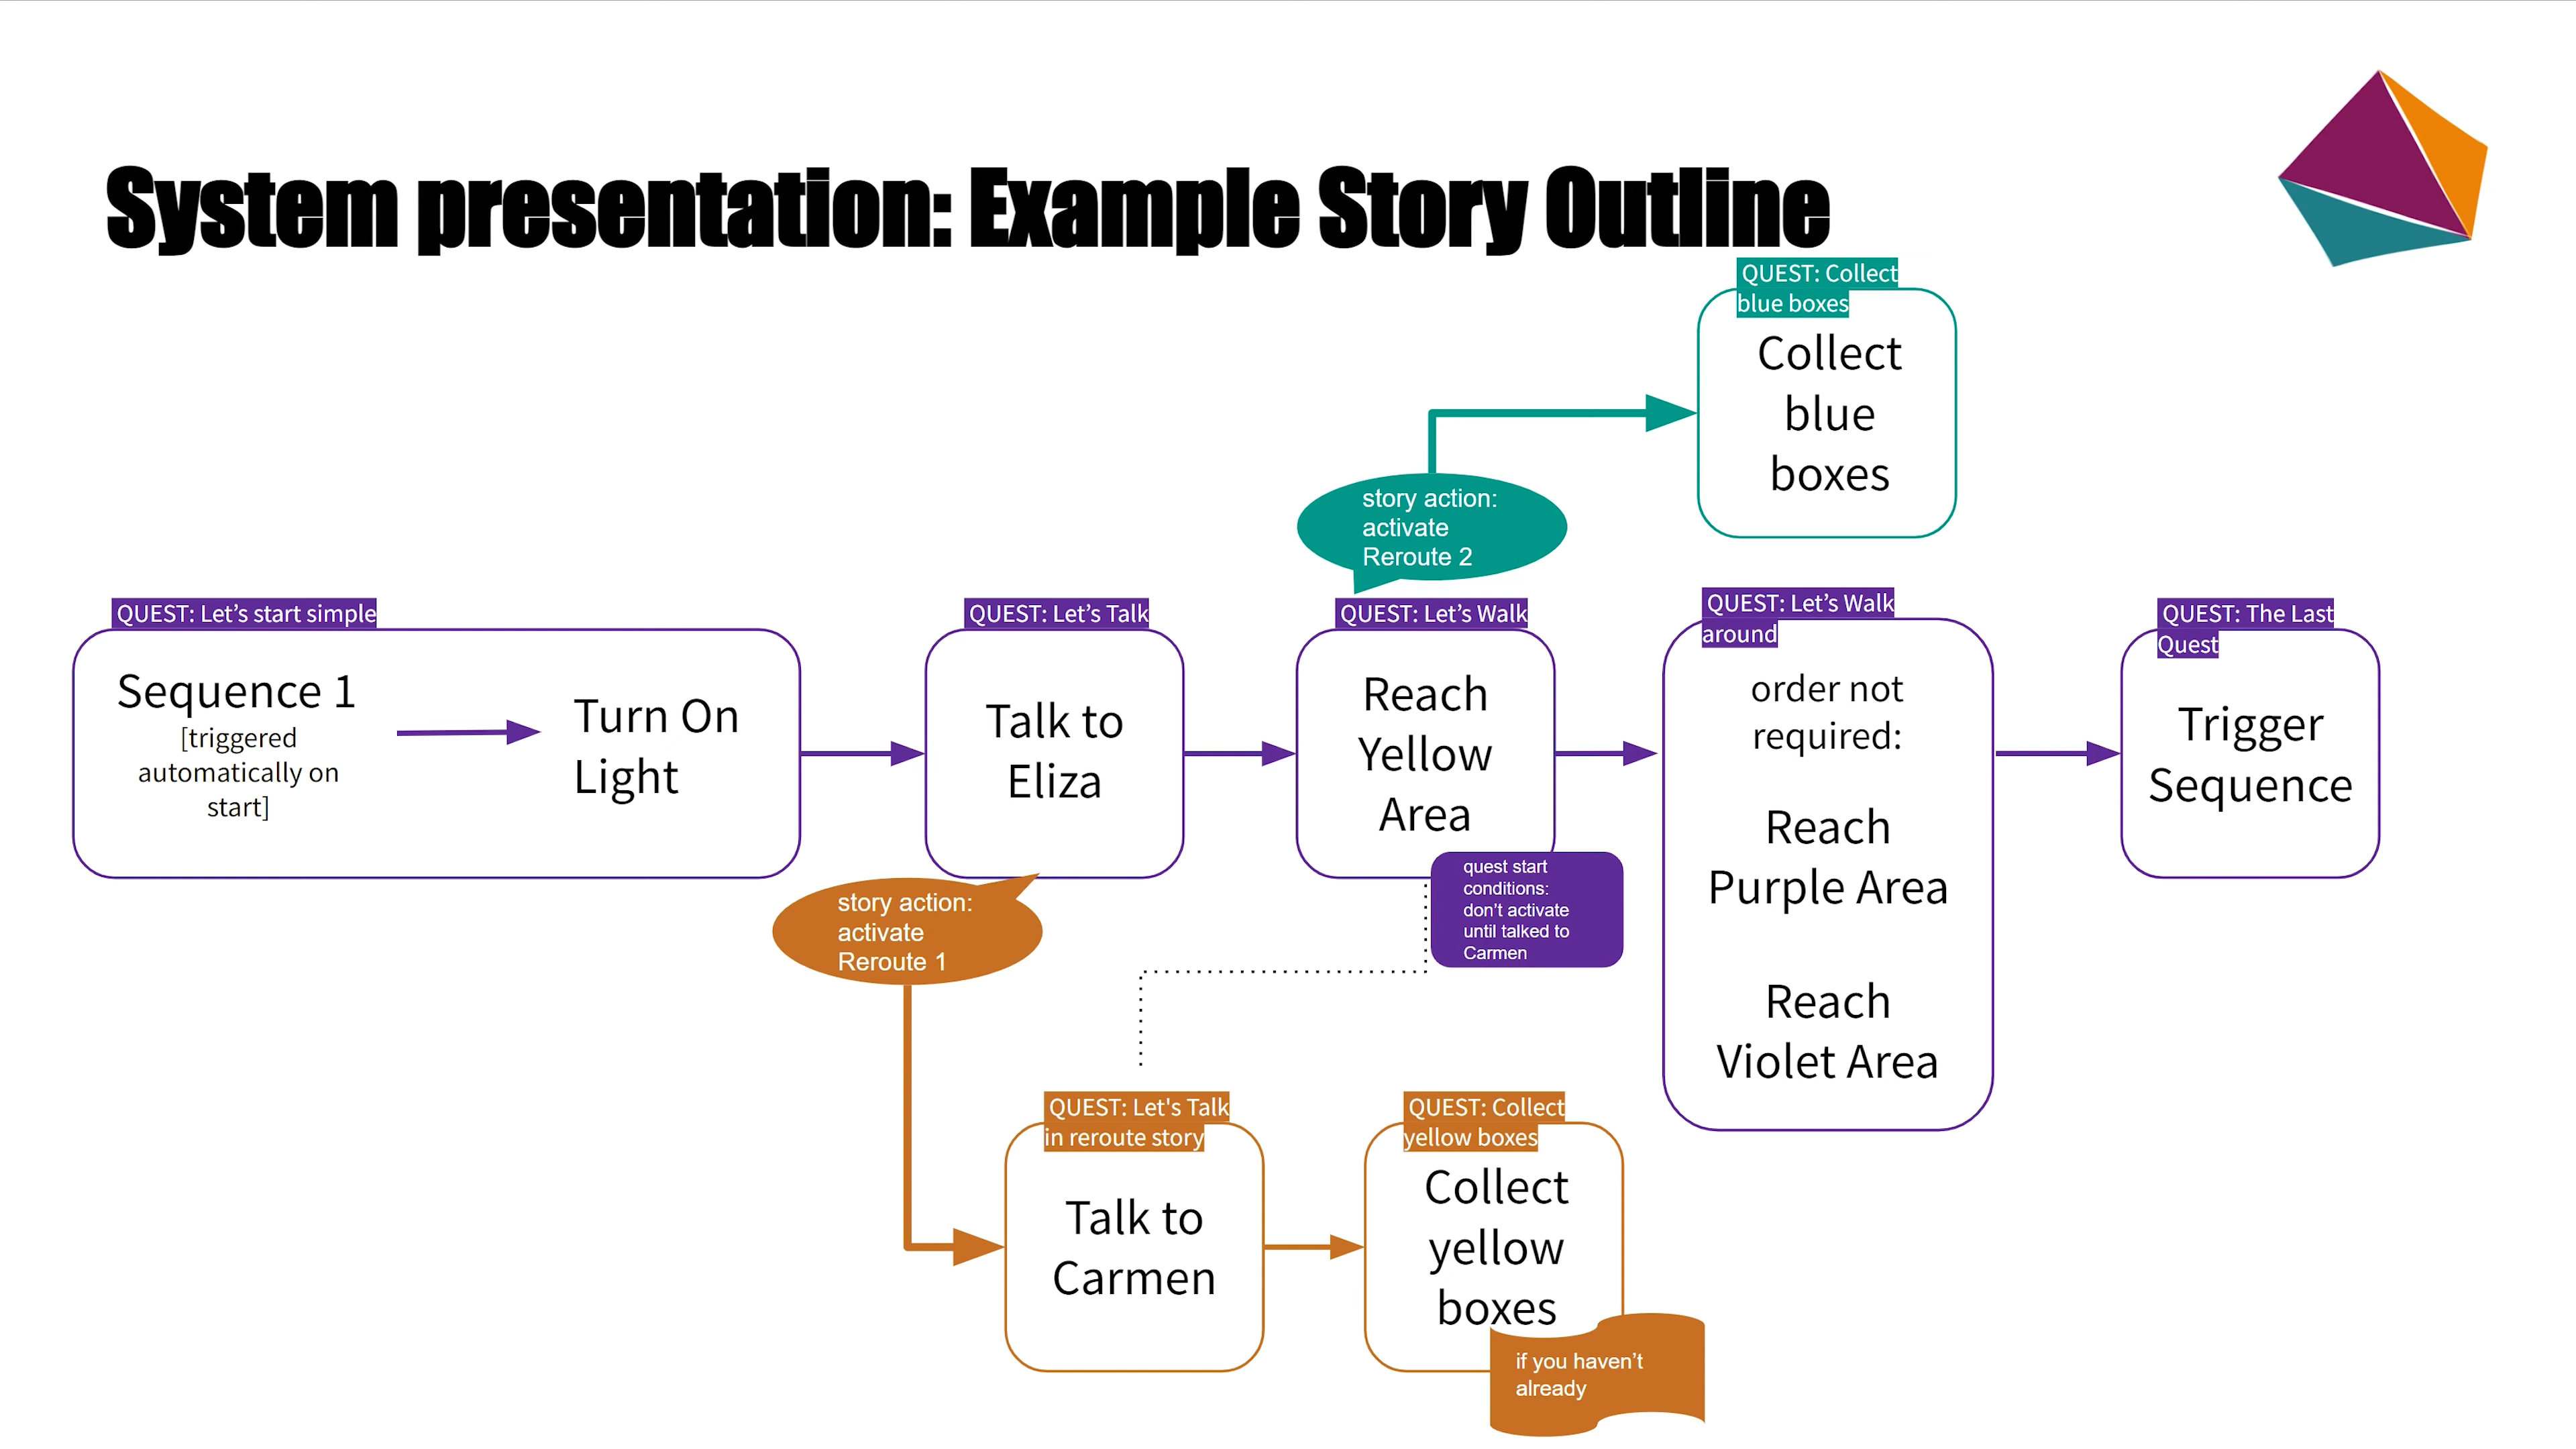 System presentation: Example Story Outline
QUEST: Collect
blue boxes
Collect
blue
boxes
story action:
activate
Reroute 2
QUEST: Let’s start simple
Sequence 1
[triggered
automatically on
start]
Turn On
Light
QUEST: Let’s Talk
Talk to
Eliza
QUEST: Let’s Walk
Reach
Yellow
Area
QUEST: Let’s Walk
around
order not
required:
Reach
Purple Area
Reach
Violet Area
QUEST: The Last
Quest
Trigger
Sequence
story action:
activate
Reroute 1
quest start
conditions:
don’t activate
until talked to
Carmen
QUEST: Let's Talk
in reroute story
Talk to
Carmen
QUEST: Collect
yellow boxes
Collect
yellow
boxes
if you haven’t
already